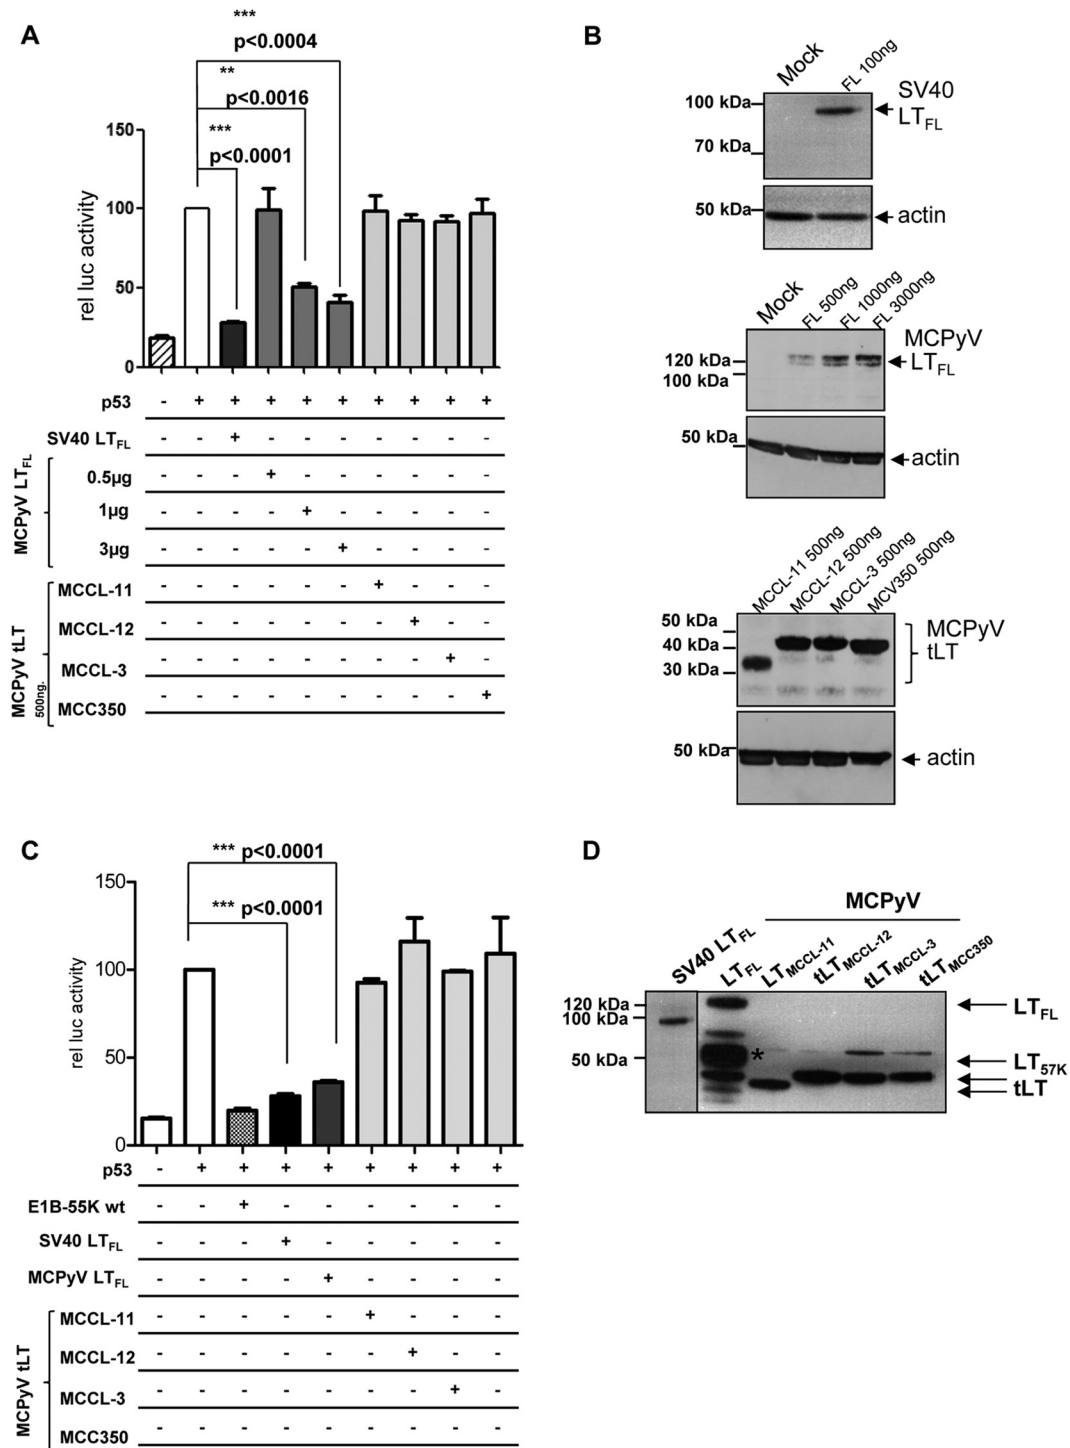 A
***
p<0.0004
**
p<0.0016
***
p<0.0001
150
100
50
0
rel luc activity
p53 - + + + + + + + + +
SV40 LTFL - - + - - - - - - -
MCPyV LTFL
0.5µg - - - + - - - - - -
1µg - - - - + - - - - -
3µg - - - - - + - - - -
MCPyV tLT
500ng.
MCCL-11 - - - - - - + - - -
MCCL-12 - - - - - - - + - -
MCCL-3 - - - - - - - - + -
MCC350 - - - - - - - - - +
B
Mock
FL 100ng
100 kDa
70 kDa
SV40
LTFL
50 kDa
actin
Mock
FL 500ng
FL 1000ng
FL 3000ng
120 kDa
100 kDa
MCPyV
LTFL
50 kDa
actin
MCCL-11 500ng
MCCL-12 500ng
MCCL-3 500ng
MCV350 500ng
50 kDa
40 kDa
30 kDa
MCPyV
tLT
50 kDa
actin
C
*** p<0.0001
*** p<0.0001
150
100
50
0
rel luc activity
p53 - + + + + + + + +
E1B-55K wt - - + - - - - - -
SV40 LTFL - - - + - - - - -
MCPyV LTFL - - - - + - - - -
MCPyV tLT
MCCL-11 - - - - - + - - -
MCCL-12 - - - - - - + - -
MCCL-3 - - - - - - - + -
MCC350 - - - - - - - - -
D
MCPyV
SV40 LTFL
LTFL
LTMCCL-11
tLTMCCL-12
tLTMCCL-3
tLTMCC350
120 kDa
100 kDa
50 kDa
*
LTFL
LT57K
tLT